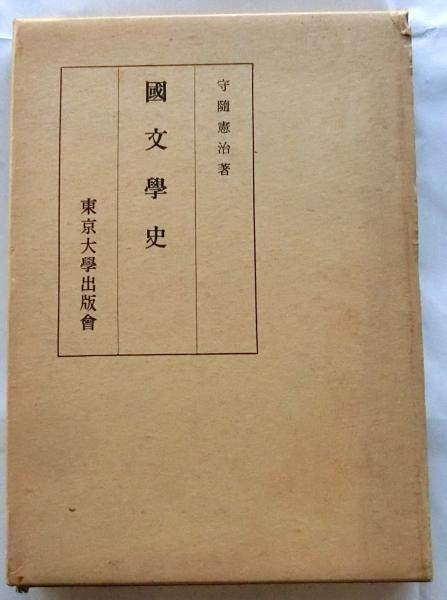 守隨憲治著
國文學史
東京大學出版會